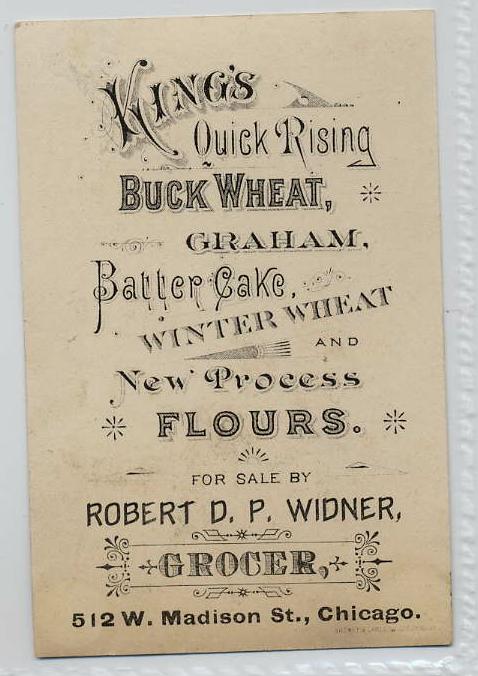 KING'S
Quick Rising
BUCK WHEAT,
GRAHAM,
Batter Cake,
WINTER WHEAT
AND
New Process
FLOURS.
FOR SALE BY
ROBERT D. P. WIDNER,
GROCER,
512 W. Madison St., Chicago.